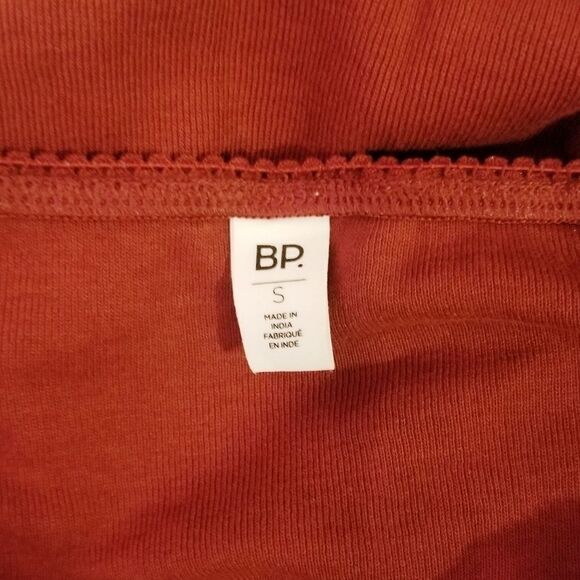 BP.
S
MADE IN
INDIA
FABRIQUÉ
EN INDE